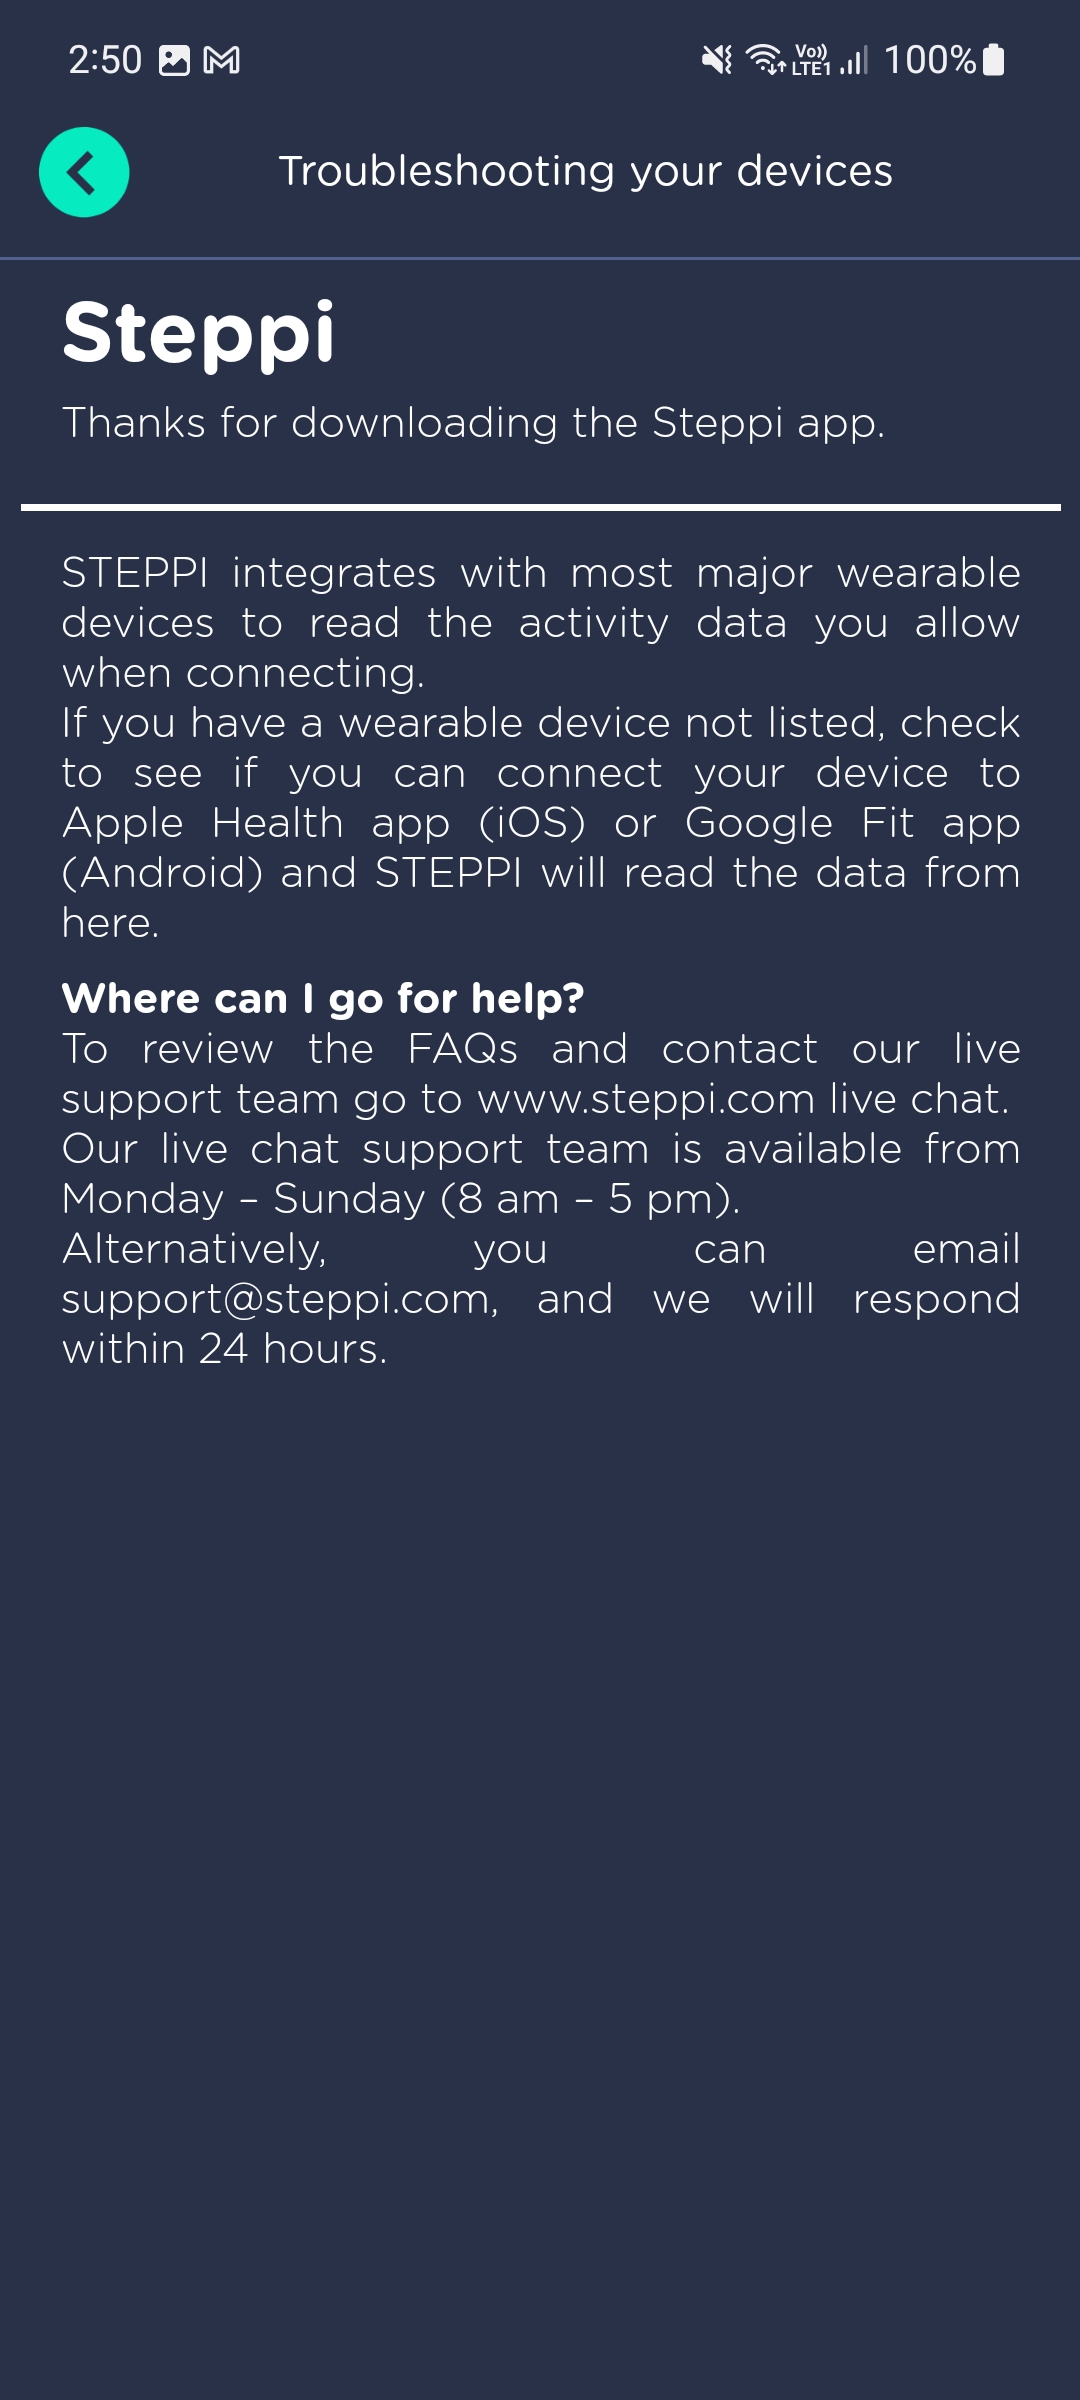 2:50
Vo)) LTE1
100%
Troubleshooting your devices
Steppi
Thanks for downloading the Steppi app.
STEPPI integrates with most major wearable
devices to read the activity data you allow
when connecting.
If you have a wearable device not listed, check
to see if you can connect your device to
Apple Health app (iOS) or Google Fit app
(Android) and STEPPI will read the data from
here.
Where can I go for help?
To review the FAQs and contact our live
support team go to www.steppi.com live chat.
Our live chat support team is available from
Monday – Sunday (8 am – 5 pm).
Alternatively, you can email
support@steppi.com, and we will respond
within 24 hours.